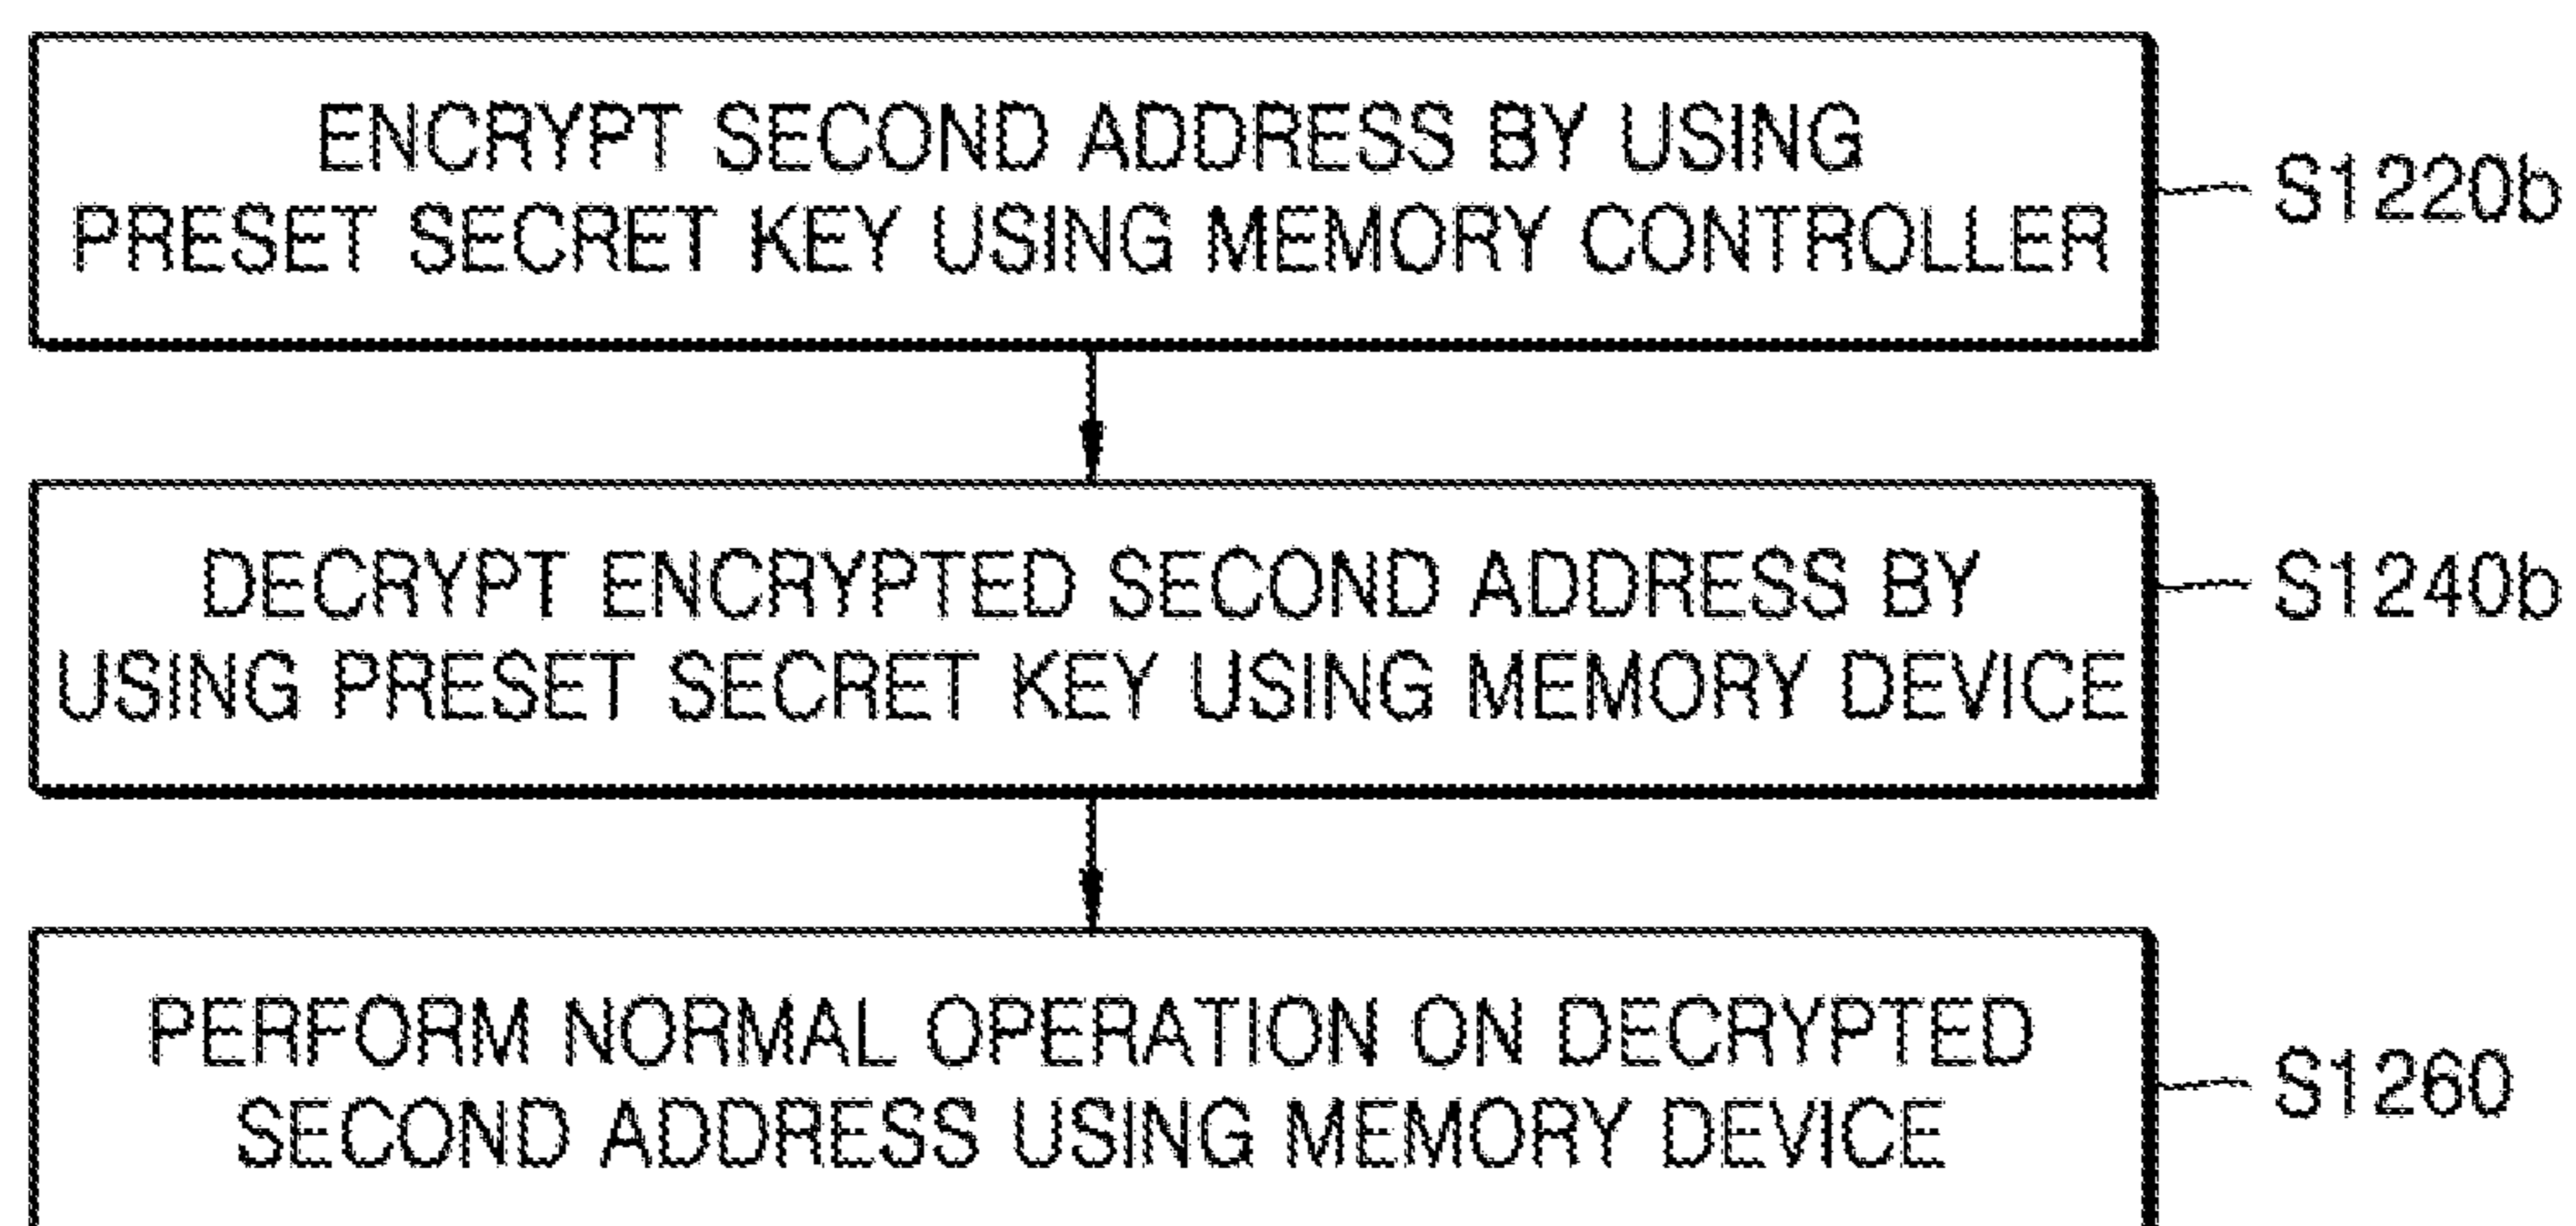 ENCRYPT SECOND ADDRESS BY USING
PRESET SECRET KEY USING MEMORY CONTROLLER
S1220b
DECRYPT ENCRYPTED SECOND ADDRESS BY
USING PRESET SECRET KEY USING MEMORY DEVICE
S1240b
PERFORM NORMAL OPERATION ON DECRYPTED
SECOND ADDRESS USING MEMORY DEVICE
S1260